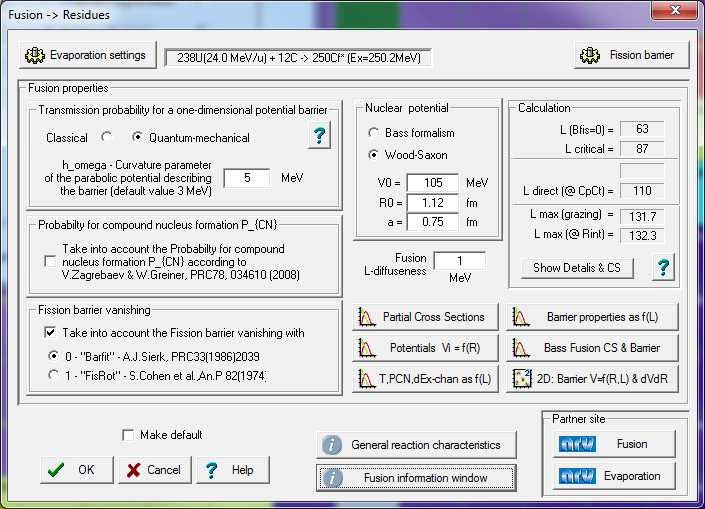 Fusion -> Residues
Evaporation settings
238U(24.0 MeV/u) + 12C -> 250Cf* (Ex=250.2MeV)
Fission barrier
Fusion properties
Transmission probability for a one-dimensional potential barrier
Classical
Quantum-mechanical
?
h_omega - Curvature parameter
of the parabolic potential describing
the barrier (default value 3 MeV)
5
MeV
Probabilty for compound nucleus formation P_{CN}
Take into account the Probabilty for compound
nucleus formation P_{CN} according to
V.Zagrebaev & W.Greiner, PRC78, 034610 (2008)
Fission barrier vanishing
Take into account the Fission barrier vanishing with
0 - "Barfit" - A.J.Sierk, PRC33(1986)2039
1 - "FisRot" - S.Cohen et al.,An.P 82(1974)
Nuclear potential
Bass formalism
Wood-Saxon
V0 = 105 MeV
R0 = 1.12 fm
a = 0.75 fm
Fusion
L-diffuseness
1
MeV
Calculation
L (Bfis=0) = 63
L critical = 87
L direct (@ CpCt) = 110
L max (grazing) = 131.7
L max (@ Rint) = 132.3
Show Detalis & CS
?
Partial Cross Sections
Barrier properties as f(L)
Potentials Vi = f(R)
Bass Fusion CS & Barrier
T,PCN,dEx-chan as f(L)
2D: Barrier V=f(R,L) & dVdR
Make default
OK
Cancel
? Help
General reaction characteristics
Fusion information window
Partner site
nrv Fusion
nrv Evaporation